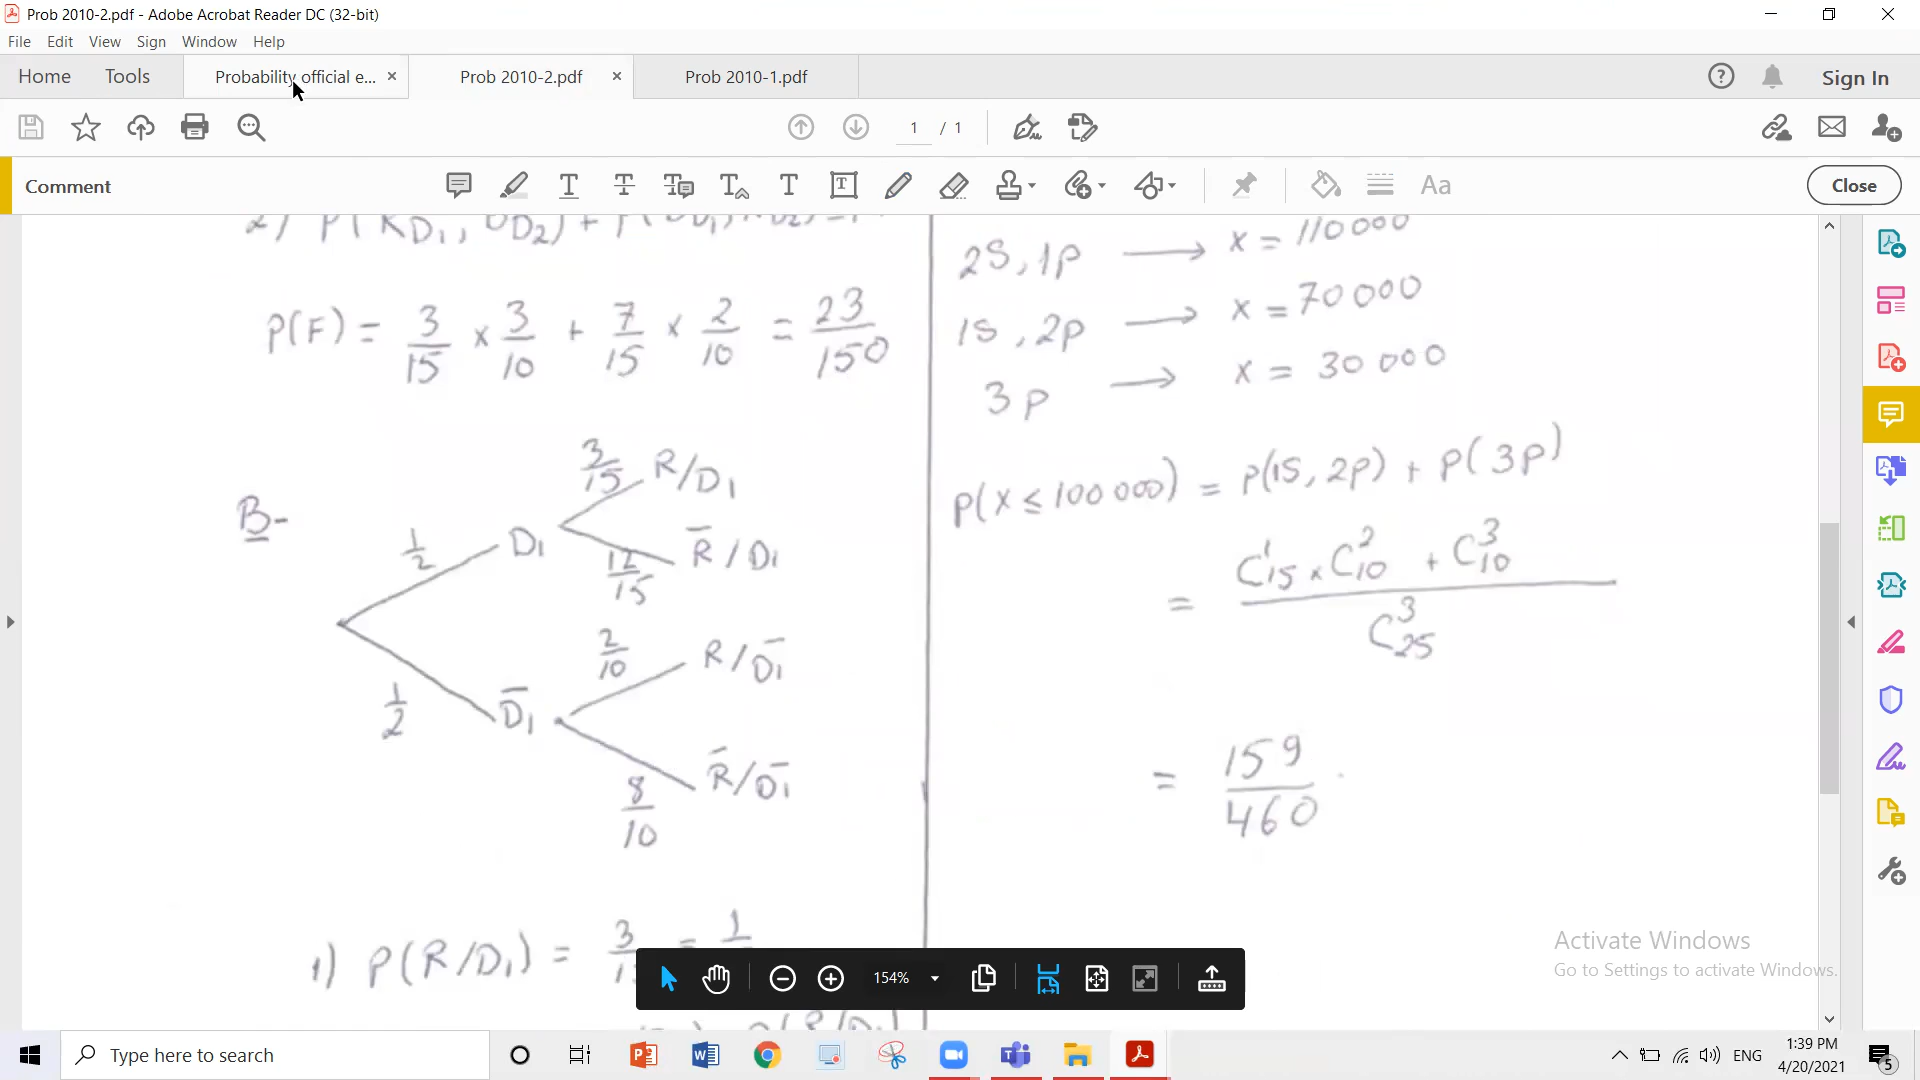 Prob 2010-2.pdf - Adobe Acrobat Reader DC (32-bit)
File Edit View Sign Window Help
Home Tools Probability official e... × Prob 2010-2.pdf × Prob 2010-1.pdf Sign In
1 / 1
Comment Close
P(F) = 3/15 × 3/10 + 7/15 × 2/10 = 23/150
B-
1/2 D₁
3/15 R/D₁
12/15 R̄/D₁
1/2 D̄₁
2/10 R/D̄₁
8/10 R̄/D̄₁
1) P(R/D₁) = 3
2S, 1P → x = 110 000
1S, 2P → x = 70 000
3P → x = 30 000
P(X ≤ 100 000) = P(1S, 2P) + P(3P)
= (C¹₁₅ × C²₁₀ + C³₁₀) / C³₂₅
= 159/460
154%
Activate Windows
Go to Settings to activate Windows.
Type here to search
ENG
1:39 PM
4/20/2021
5